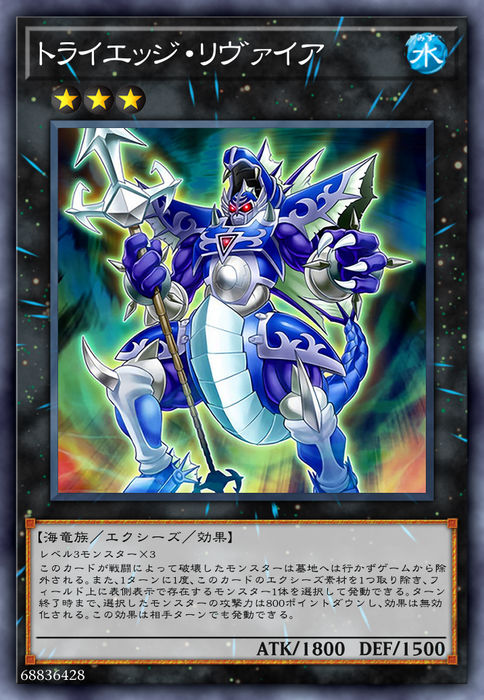 トライエッジ・リヴァイア
みず
水
【海竜族／エクシーズ／効果】
レベル3モンスター×3
このカードが戦闘によって破壊したモンスターは墓地へは行かずゲームから除
外される。また、1ターンに1度、このカードのエクシーズ素材を1つ取り除き、フ
ィールド上に表側表示で存在するモンスター1体を選択して発動できる。ターン
終了時まで、選択したモンスターの攻撃力は800ポイントダウンし、効果は無効
化される。この効果は相手ターンでも発動できる。
ATK/1800 DEF/1500
68836428